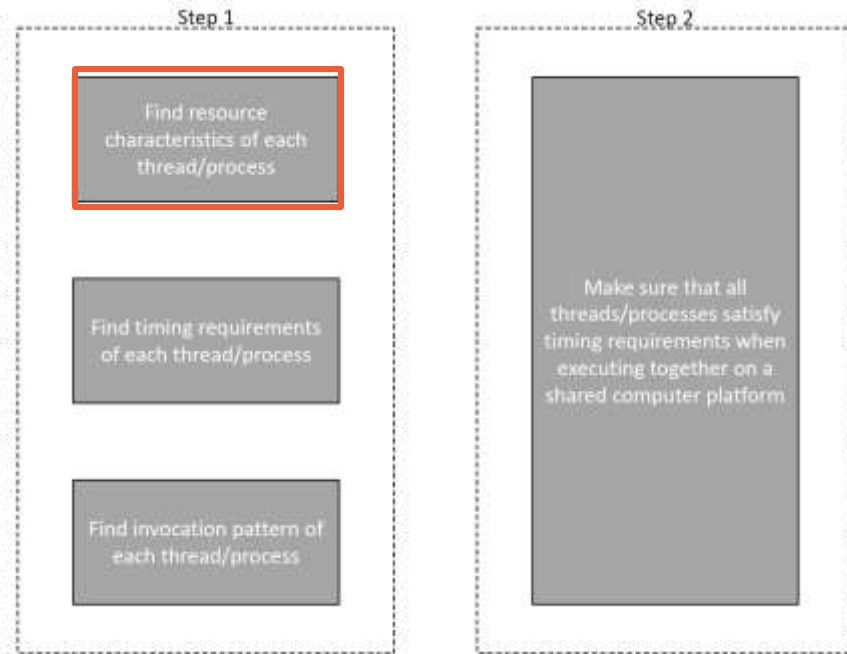 Step 1
Find resource
characteristics of each
thread/process
Find timing requirements
of each thread/process
Find invocation pattern of
each thread/process
Step 2
Make sure that all
threads/processes satisfy
timing requirements when
executing together on a
shared computer platform